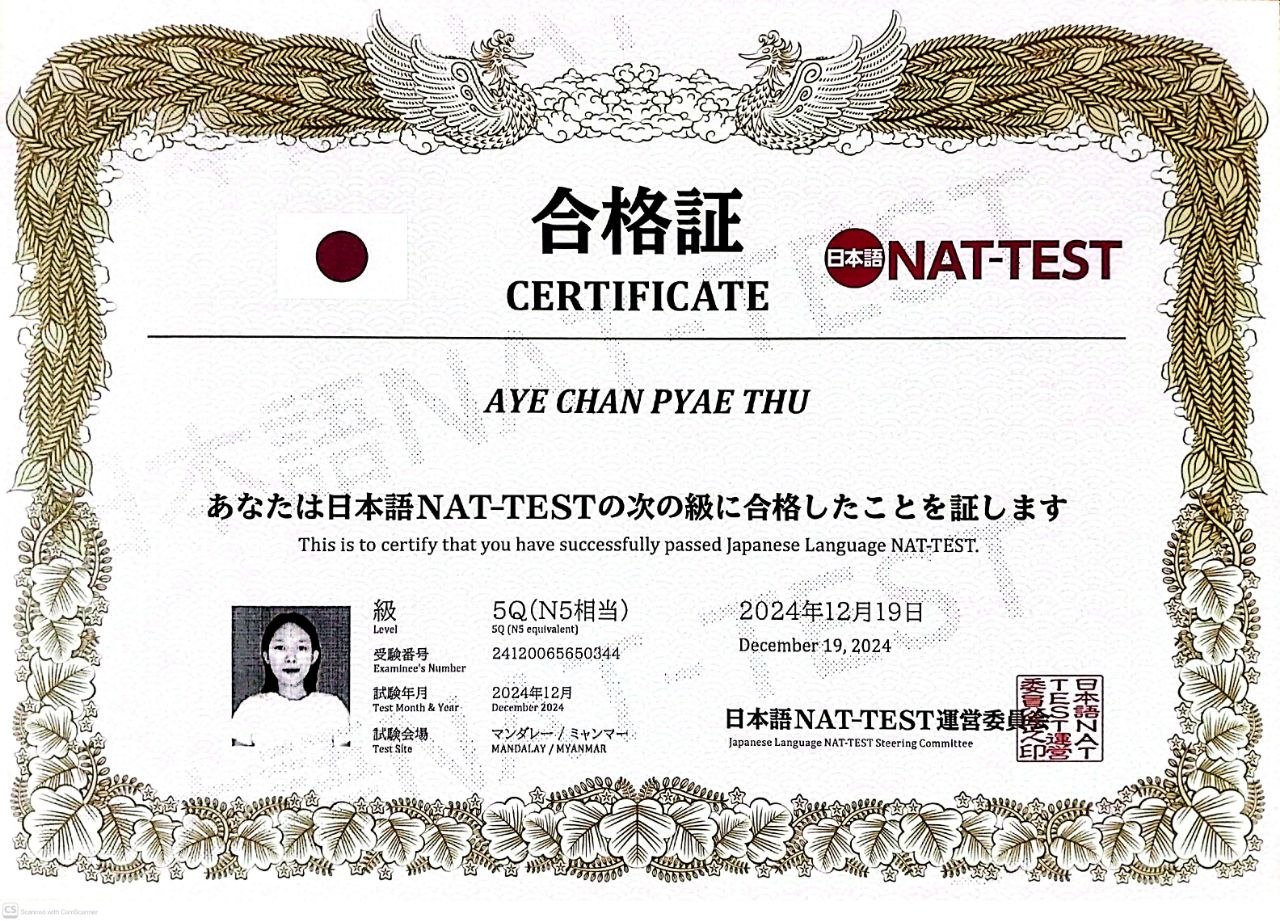 合格証
CERTIFICATE
日本語 NAT-TEST
AYE CHAN PYAE THU
あなたは日本語NAT-TESTの次の級に合格したことを証します
This is to certify that you have successfully passed Japanese Language NAT-TEST.
級 5Q(N5相当)
Level 5Q (N5 equivalent)
受験番号 24120065650344
Examinee's Number
試験年月 2024年12月
Test Month & Year December 2024
試験会場 マンダレー / ミャンマー
Test Site MANDALAY / MYANMAR
2024年12月19日
December 19, 2024
日本語NAT-TEST運営委員会
Japanese Language NAT-TEST Steering Committee
日本語NAT
TEST運営
CS Scanned with CamScanner